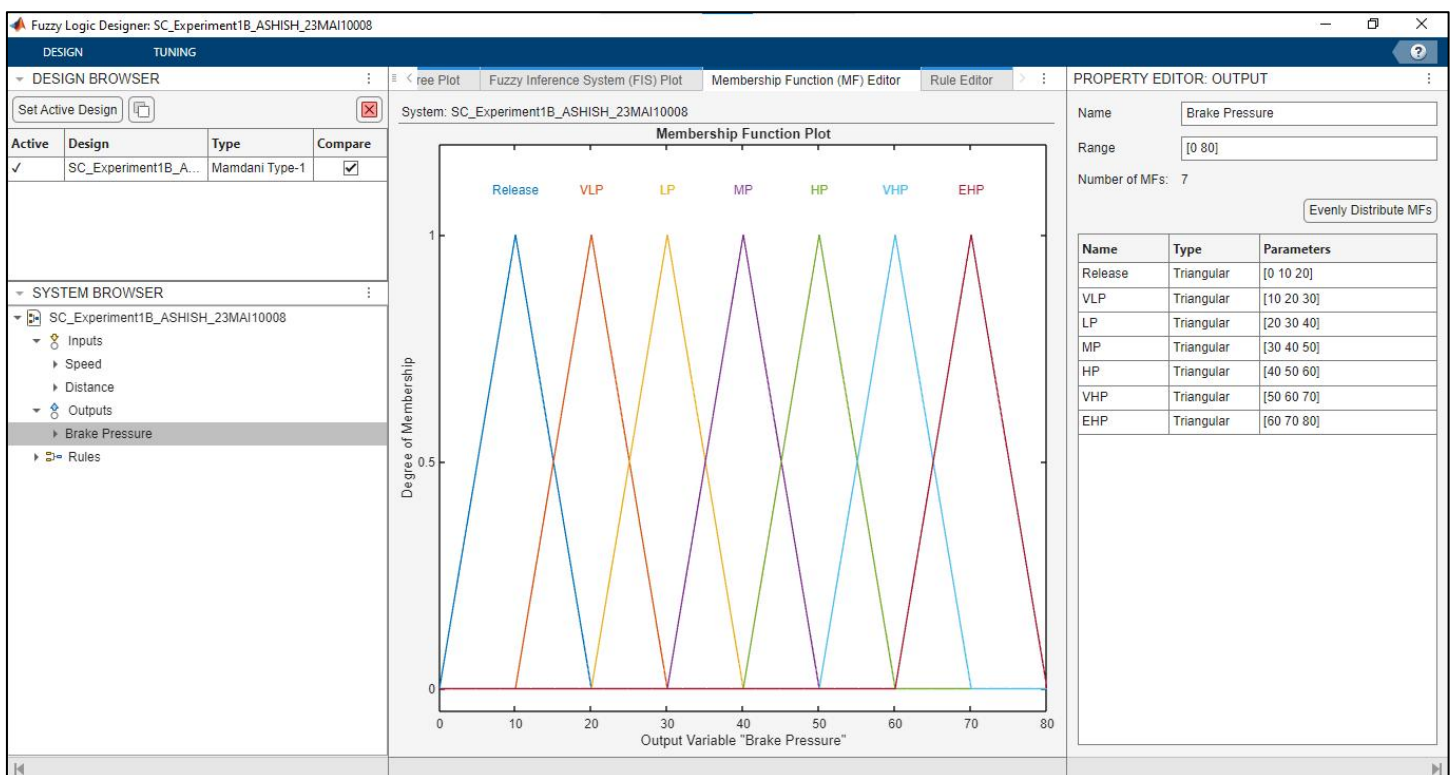 Fuzzy Logic Designer: SC_Experiment1B_ASHISH_23MAI10008
DESIGN TUNING
?
DESIGN BROWSER
Set Active Design
Active Design Type Compare
✓ SC_Experiment1B_A... Mamdani Type-1
SYSTEM BROWSER
SC_Experiment1B_ASHISH_23MAI10008
Inputs
Speed
Distance
Outputs
Brake Pressure
Rules
ree Plot Fuzzy Inference System (FIS) Plot Membership Function (MF) Editor Rule Editor
System: SC_Experiment1B_ASHISH_23MAI10008
Membership Function Plot
Release VLP LP MP HP VHP EHP
Degree of Membership
1
0.5
0
0 10 20 30 40 50 60 70 80
Output Variable "Brake Pressure"
PROPERTY EDITOR: OUTPUT
Name Brake Pressure
Range [0 80]
Number of MFs: 7
Evenly Distribute MFs
Name Type Parameters
Release Triangular [0 10 20]
VLP Triangular [10 20 30]
LP Triangular [20 30 40]
MP Triangular [30 40 50]
HP Triangular [40 50 60]
VHP Triangular [50 60 70]
EHP Triangular [60 70 80]